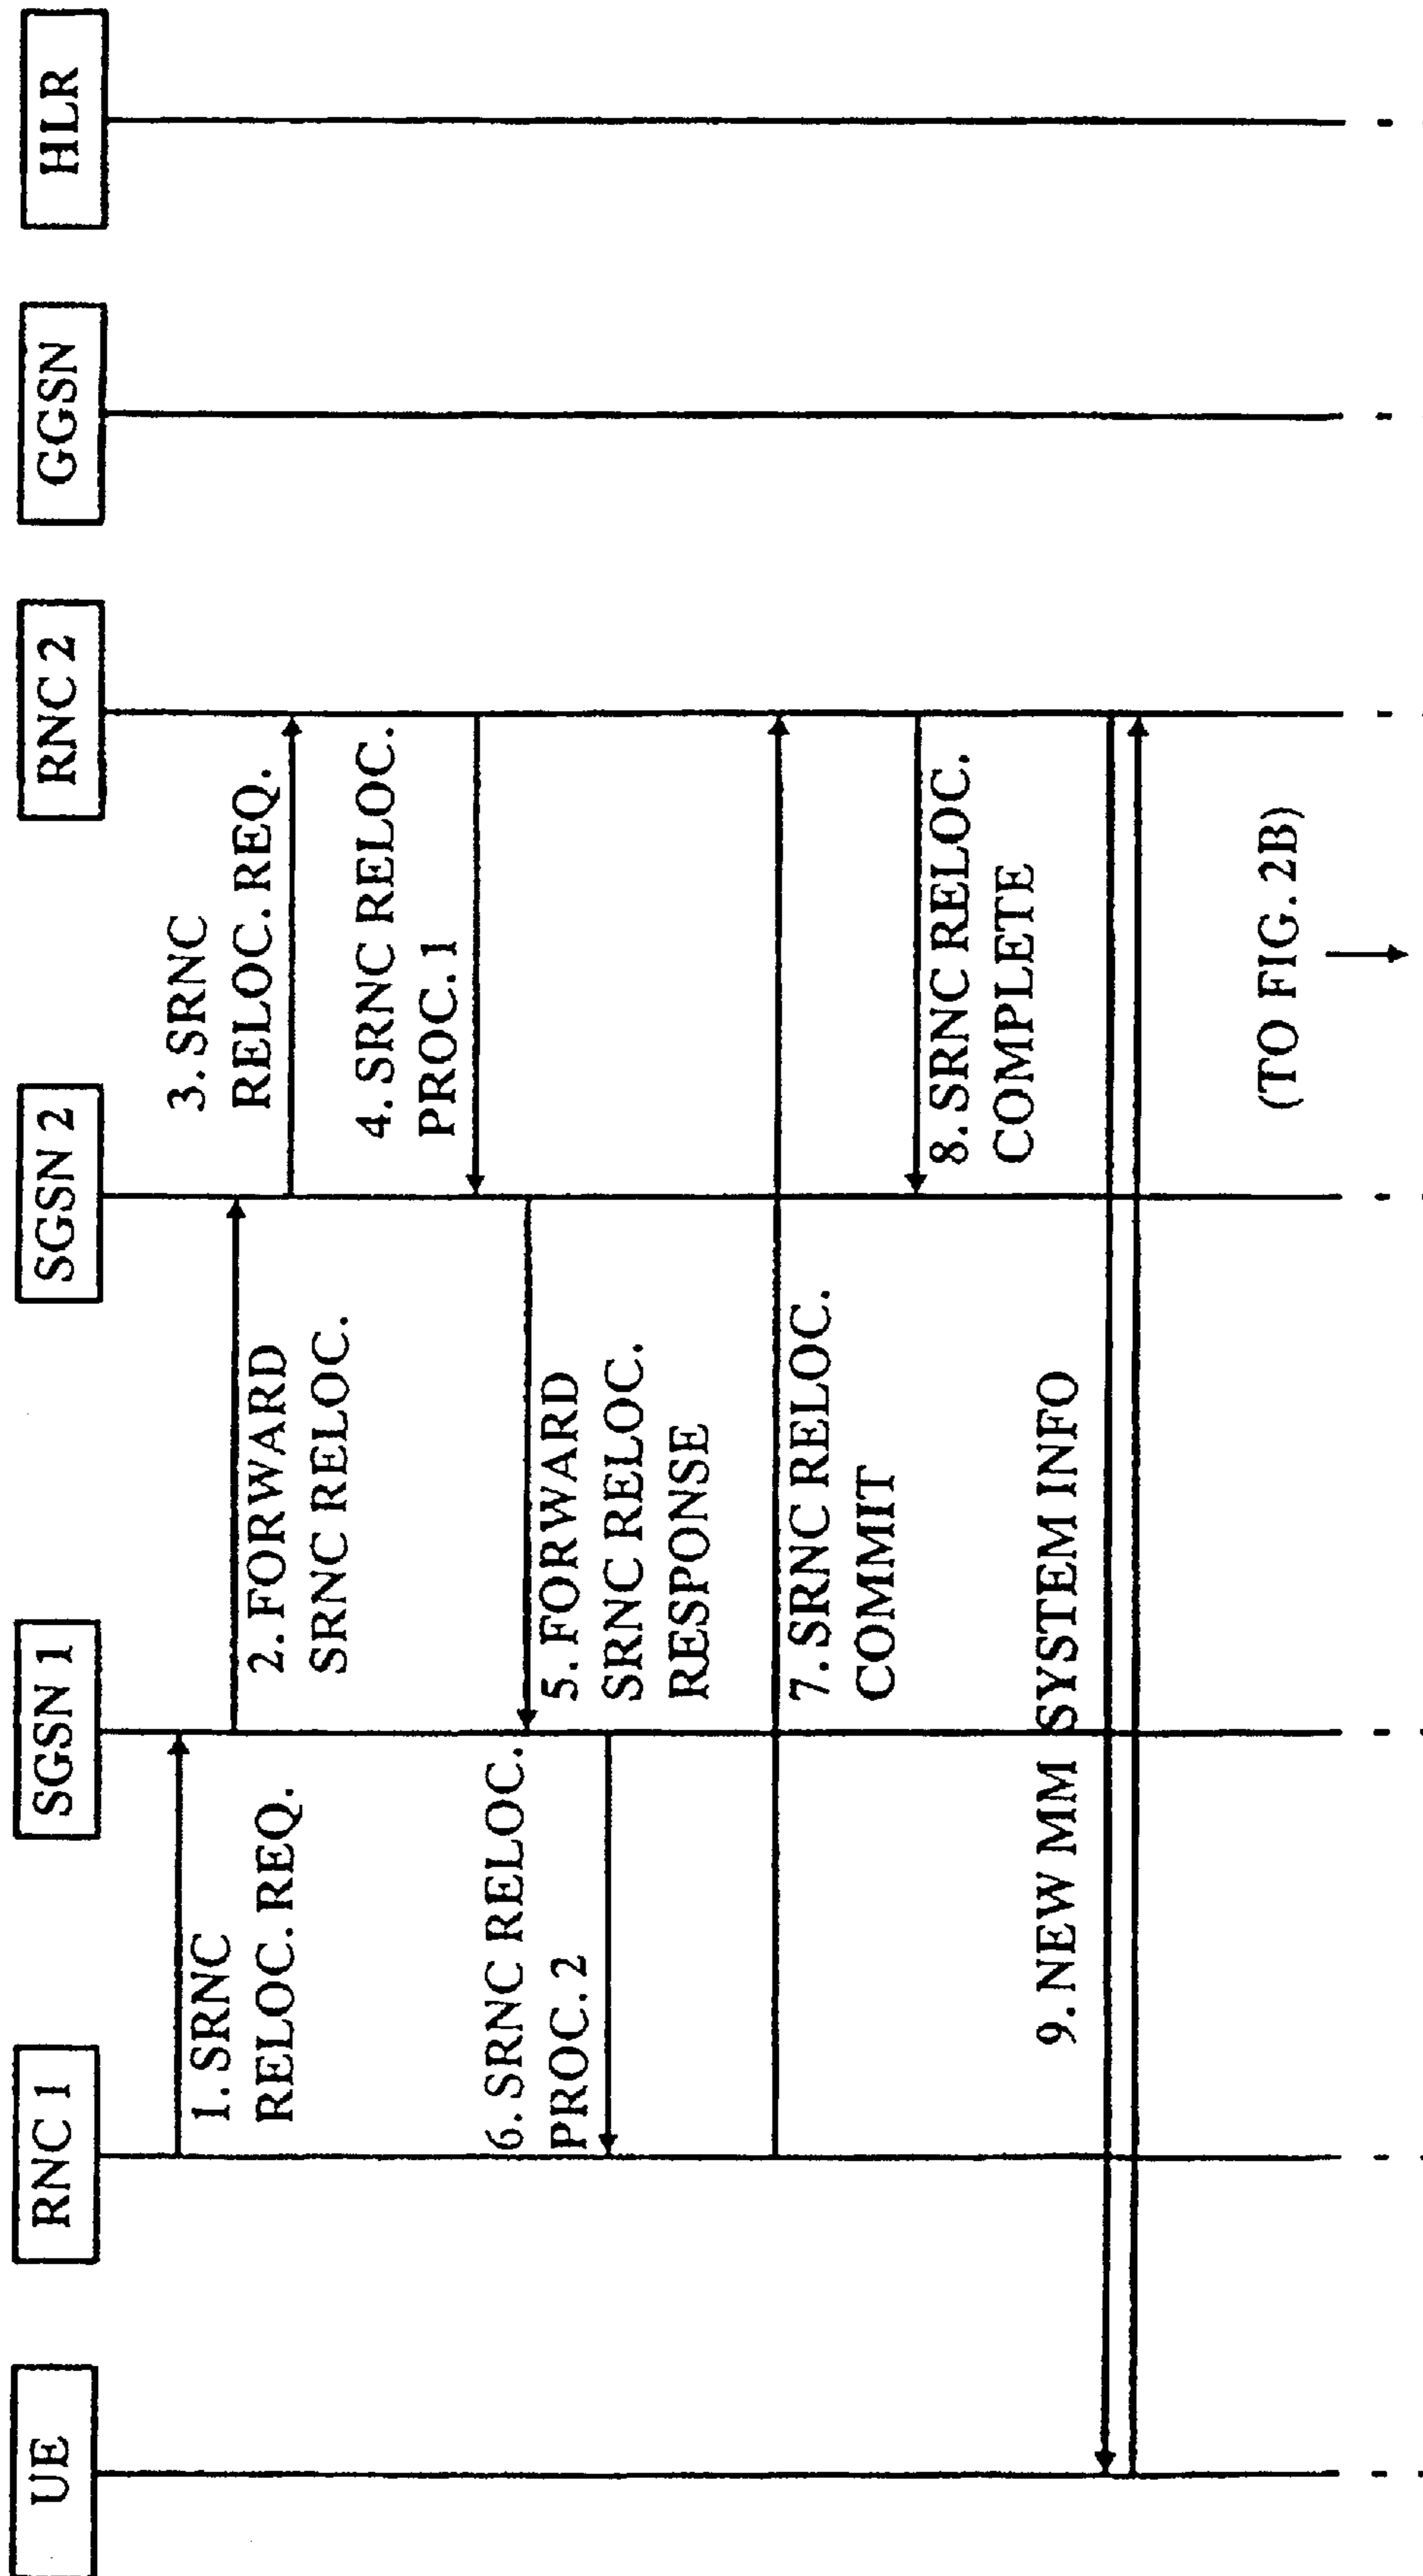 UE
RNC 1
SGSN 1
SGSN 2
RNC 2
GGSN
HLR
1. SRNC
RELOC. REQ.
2. FORWARD
SRNC RELOC.
3. SRNC
RELOC. REQ.
4. SRNC RELOC.
PROC. 1
5. FORWARD
SRNC RELOC.
RESPONSE
6. SRNC RELOC.
PROC. 2
7. SRNC RELOC.
COMMIT
8. SRNC RELOC.
COMPLETE
9. NEW MM SYSTEM INFO
(TO FIG. 2B)